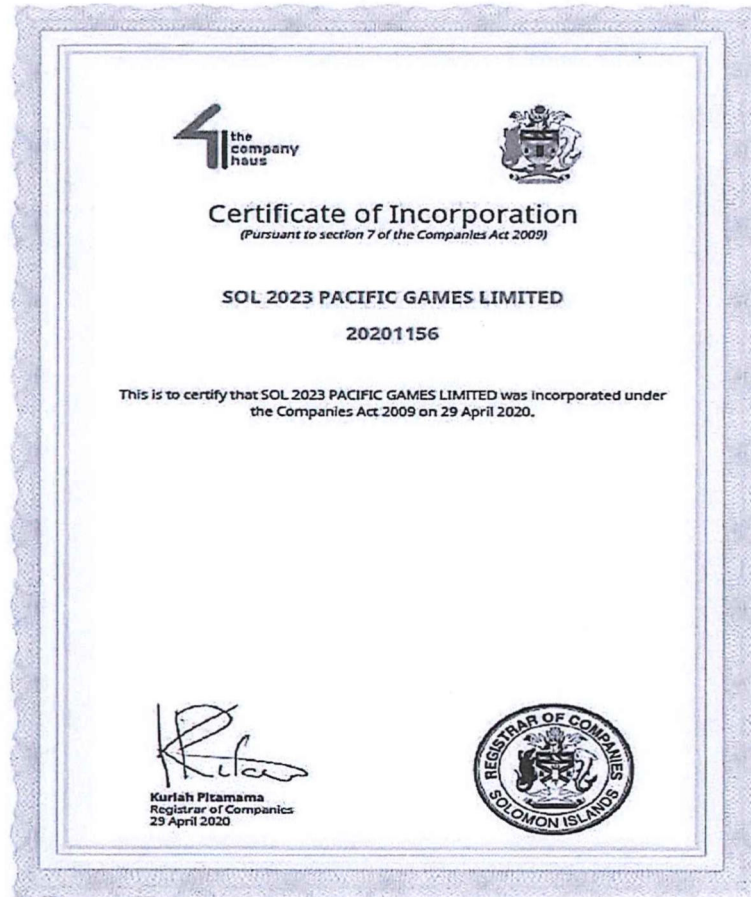 the
company
haus
Certificate of Incorporation
(Pursuant to section 7 of the Companies Act 2009)
SOL 2023 PACIFIC GAMES LIMITED
20201156
This is to certify that SOL 2023 PACIFIC GAMES LIMITED was incorporated under
the Companies Act 2009 on 29 April 2020.
Kuriah Pitamama
Registrar of Companies
29 April 2020
REGISTRAR OF COMPANIES
SOLOMON ISLANDS